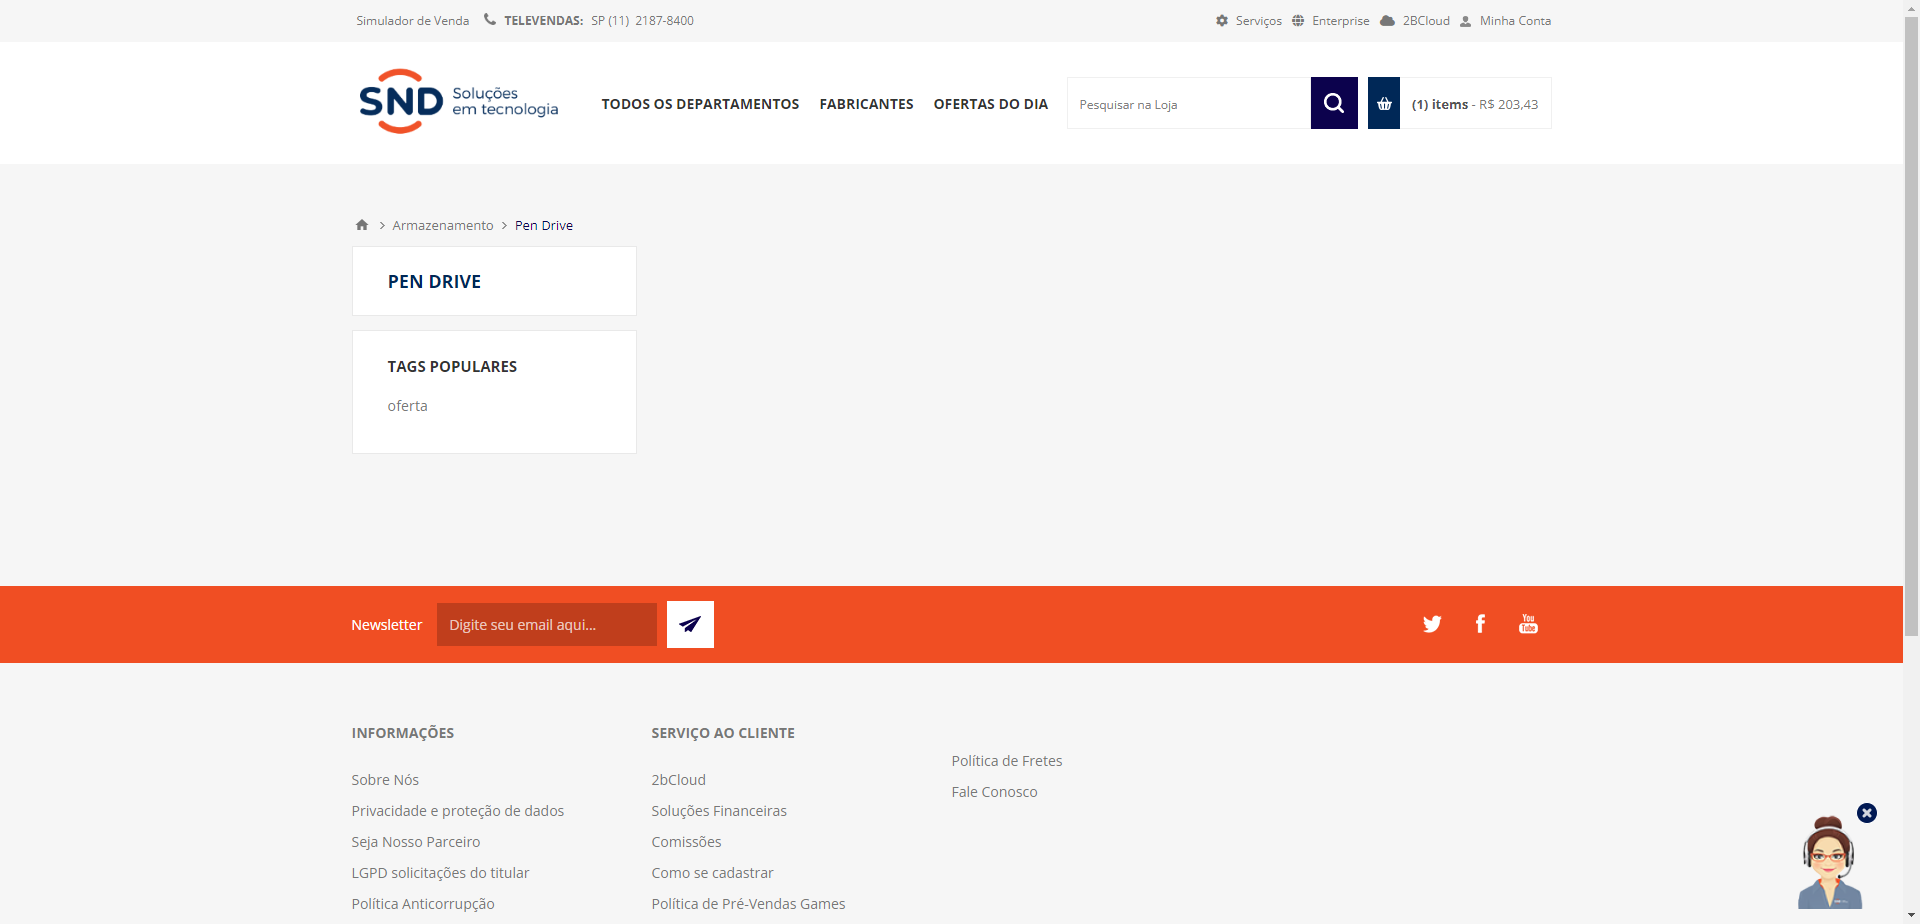 Simulador de Venda TELEVENDAS: SP (11) 2187-8400 Serviços Enterprise 2BCloud Minha Conta
SND Soluções em tecnologia
TODOS OS DEPARTAMENTOS FABRICANTES OFERTAS DO DIA Pesquisar na Loja (1) items - R$ 203,43
Armazenamento Pen Drive
PEN DRIVE
TAGS POPULARES
oferta
Newsletter Digite seu email aqui... You Tube
INFORMAÇÕES
Sobre Nós
Privacidade e proteção de dados
Seja Nosso Parceiro
LGPD solicitações do titular
Política Anticorrupção
SERVIÇO AO CLIENTE
2bCloud
Soluções Financeiras
Comissões
Como se cadastrar
Política de Pré-Vendas Games
Política de Fretes
Fale Conosco